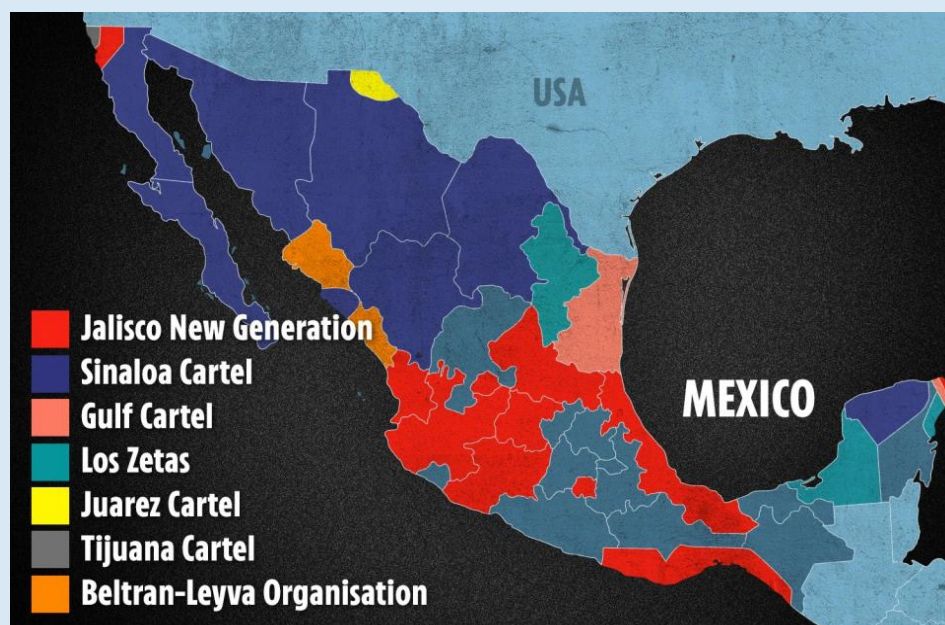 USA
MEXICO
Jalisco New Generation
Sinaloa Cartel
Gulf Cartel
Los Zetas
Juarez Cartel
Tijuana Cartel
Beltran-Leyva Organisation